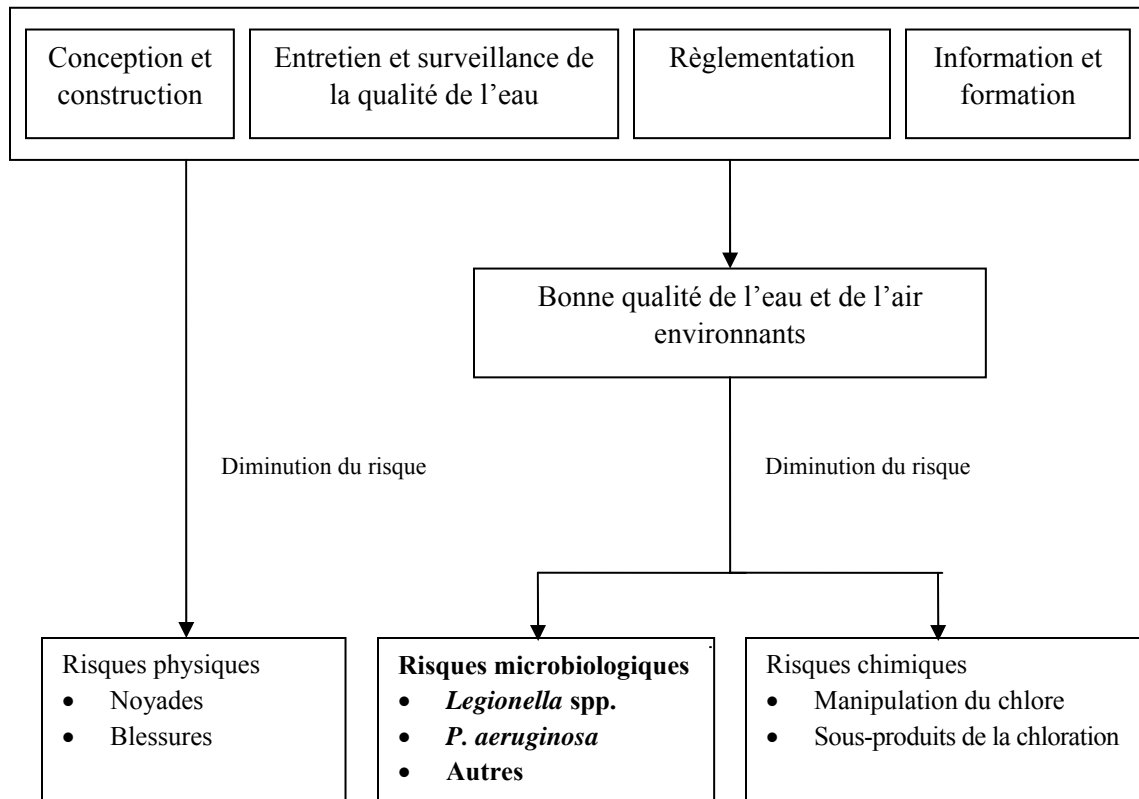 Conception et
construction
Entretien et surveillance de
la qualité de l’eau
Règlementation
Information et
formation
Bonne qualité de l’eau et de l’air
environnants
Diminution du risque
Diminution du risque
Risques physiques
• Noyades
• Blessures
Risques microbiologiques
• Legionella spp.
• P. aeruginosa
• Autres
Risques chimiques
• Manipulation du chlore
• Sous-produits de la chloration